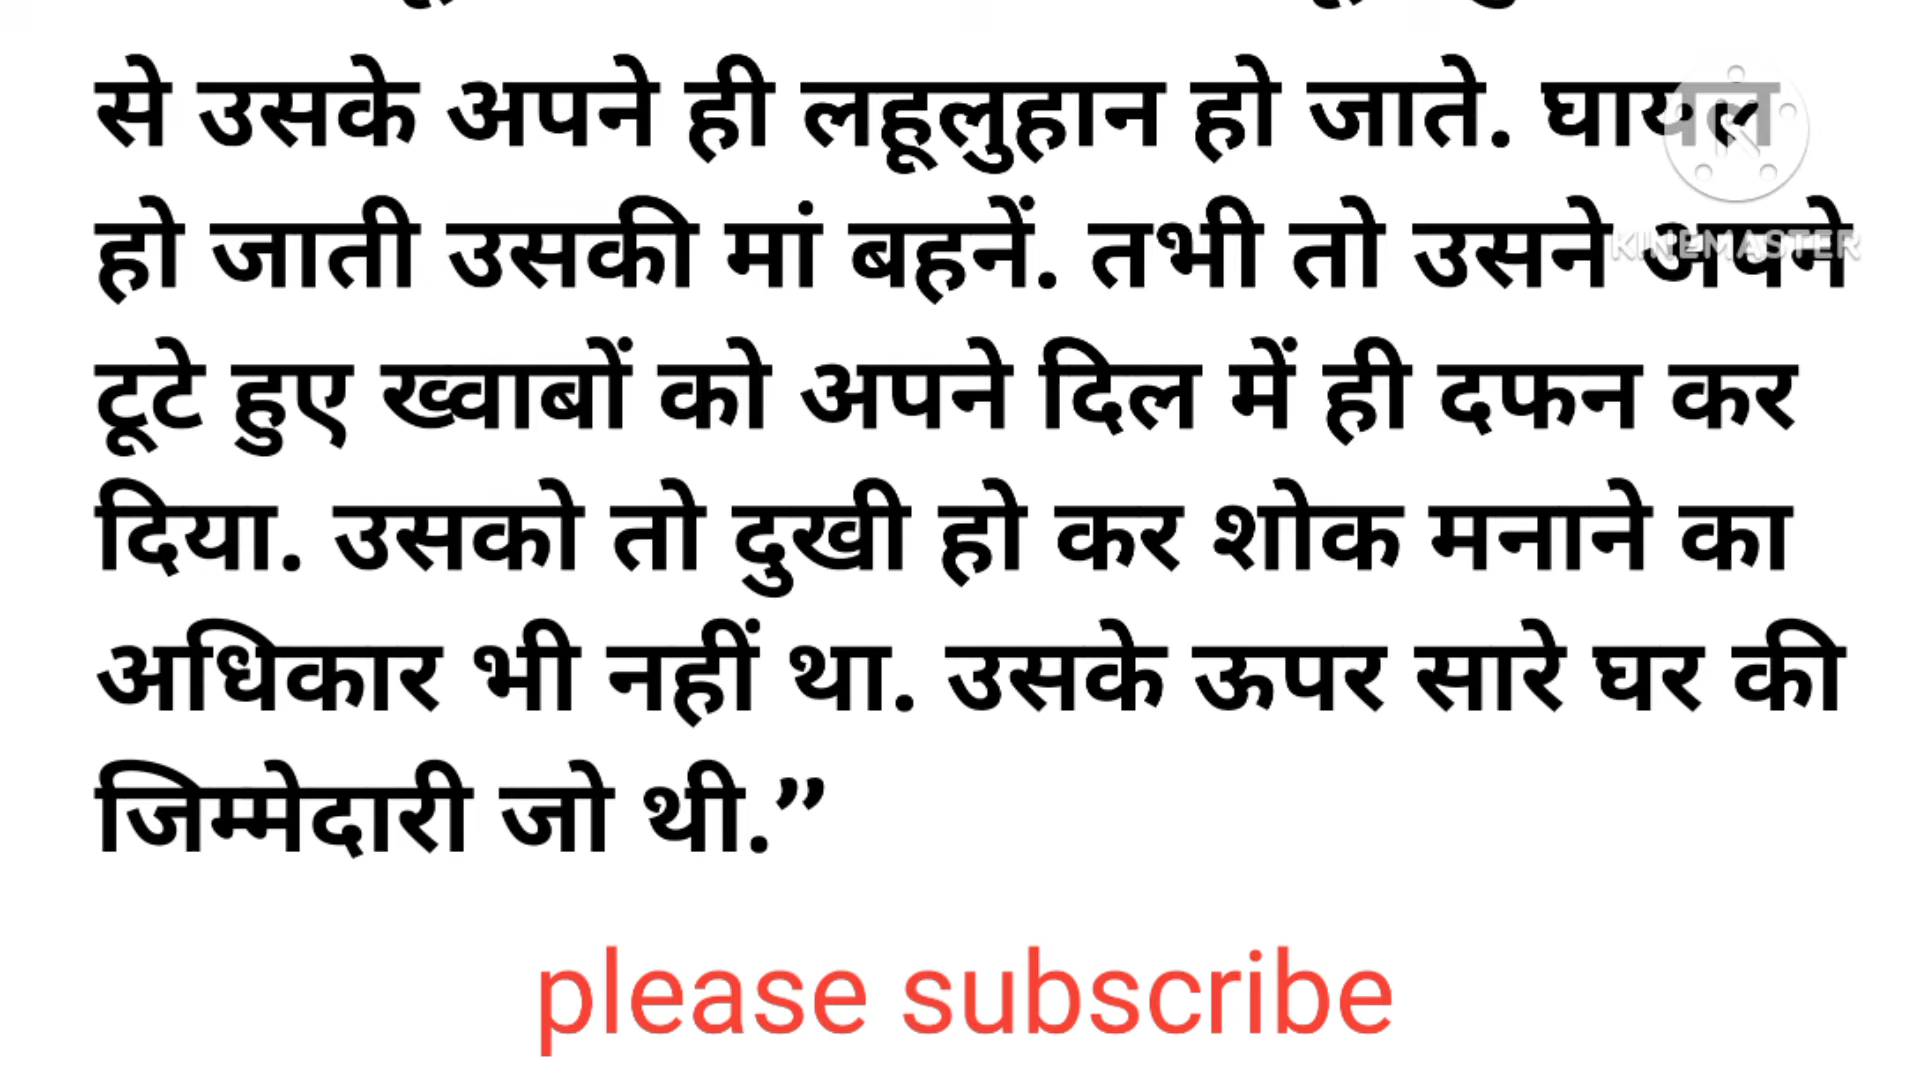 से उसके अपने ही लहूलुहान हो जाते. घायल
हो जाती उसकी मां बहनें. तभी तो उसने अपने
टूटे हुए ख्वाबों को अपने दिल में ही दफन कर
दिया. उसको तो दुखी हो कर शोक मनाने का
अधिकार भी नहीं था. उसके ऊपर सारे घर की
जिम्मेदारी जो थी.’’
please subscribe
KINEMASTER